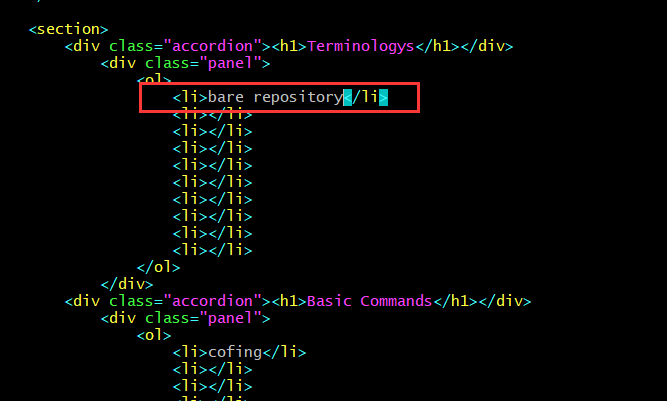 <section>
<div class="accordion"><h1>Terminologys</h1></div>
<div class="panel">
<ol>
<li>bare repository</li>
<li></li>
<li></li>
<li></li>
<li></li>
<li></li>
<li></li>
<li></li>
<li></li>
<li></li>
</ol>
</div>
<div class="accordion"><h1>Basic Commands</h1></div>
<div class="panel">
<ol>
<li>cofing</li>
<li></li>
<li></li>